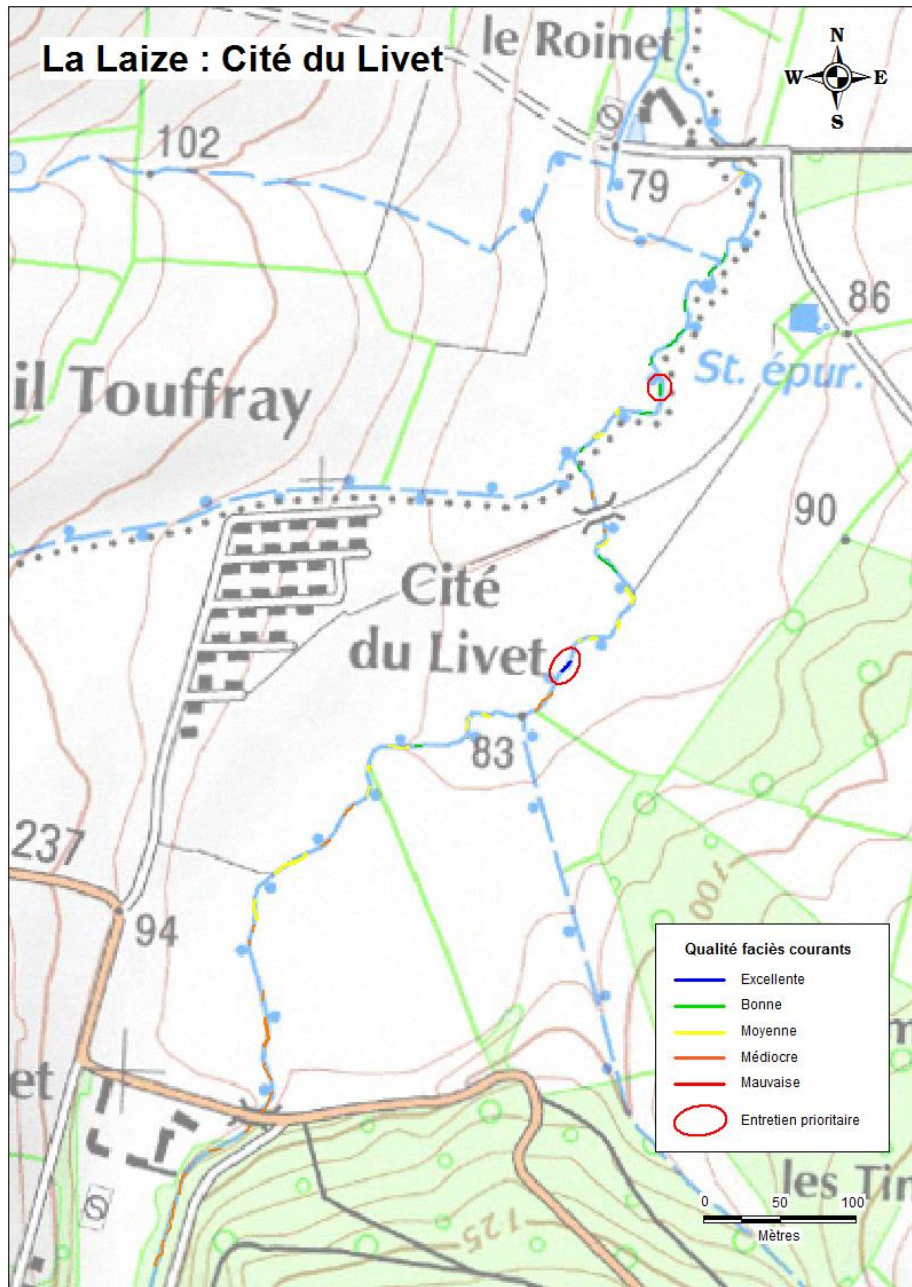 La Laize : Cité du Livet
le Roinet
N
W E
S
102
79
86
St. épur.
il Touffray
90
Cité
du Livet
83
237
94
100
Qualité faciès courants
Excellente
Bonne
Moyenne
Médiocre
Mauvaise
Entretien prioritaire
m
et
les Tin
0 50 100
Mètres
125